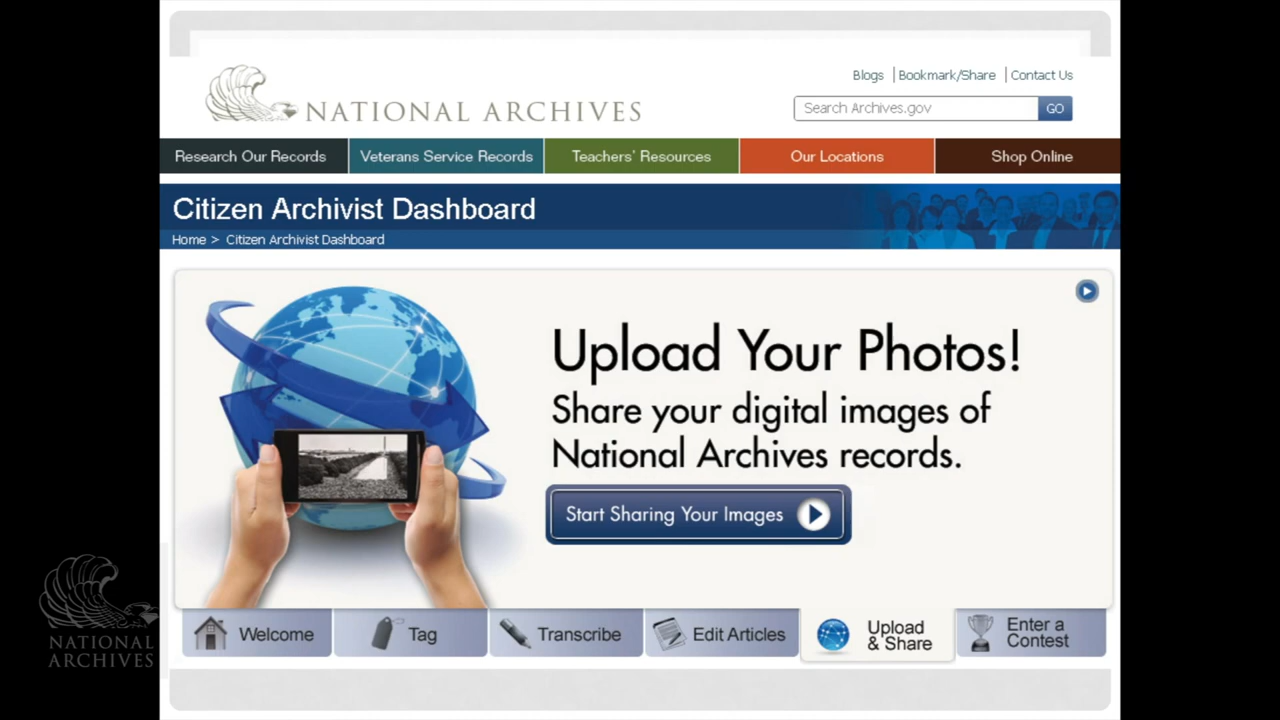 NATIONAL ARCHIVES
Blogs | Bookmark/Share | Contact Us
Search Archives.gov GO
Research Our Records Veterans Service Records Teachers' Resources Our Locations Shop Online
Citizen Archivist Dashboard
Home > Citizen Archivist Dashboard
Upload Your Photos!
Share your digital images of
National Archives records.
Start Sharing Your Images
Welcome
Tag
Transcribe
Edit Articles
Upload
& Share
Enter a
Contest
NATIONAL
ARCHIVES